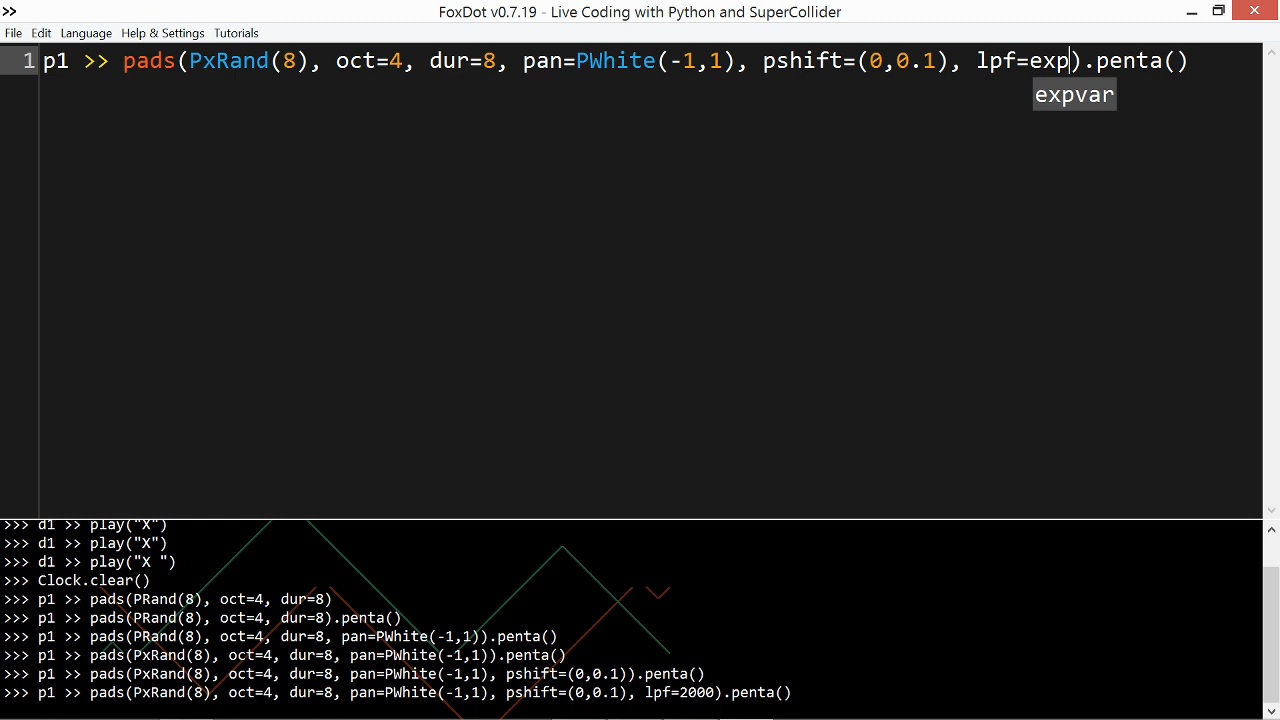 FoxDot v0.7.19 - Live Coding with Python and SuperCollider
File Edit Language Help & Settings Tutorials
1 p1 >> pads(PxRand(8), oct=4, dur=8, pan=PWhite(-1,1), pshift=(0,0.1), lpf=exp).penta()
expvar
>>> d1 >> play("X")
>>> d1 >> play("X")
>>> d1 >> play("X ")
>>> Clock.clear()
>>> p1 >> pads(PRand(8), oct=4, dur=8)
>>> p1 >> pads(PRand(8), oct=4, dur=8).penta()
>>> p1 >> pads(PRand(8), oct=4, dur=8, pan=PWhite(-1,1)).penta()
>>> p1 >> pads(PxRand(8), oct=4, dur=8, pan=PWhite(-1,1)).penta()
>>> p1 >> pads(PxRand(8), oct=4, dur=8, pan=PWhite(-1,1), pshift=(0,0.1)).penta()
>>> p1 >> pads(PxRand(8), oct=4, dur=8, pan=PWhite(-1,1), pshift=(0,0.1), lpf=2000).penta()